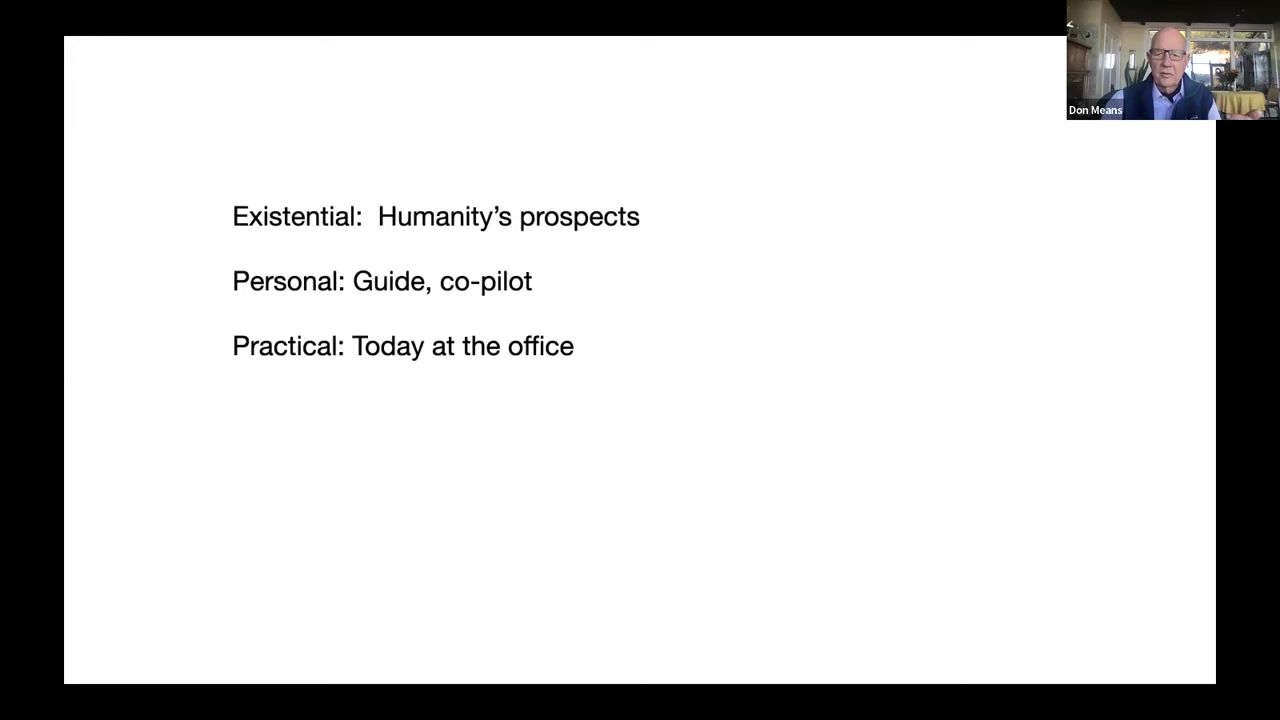 Don Means
Existential:  Humanity’s prospects
Personal: Guide, co-pilot
Practical: Today at the office